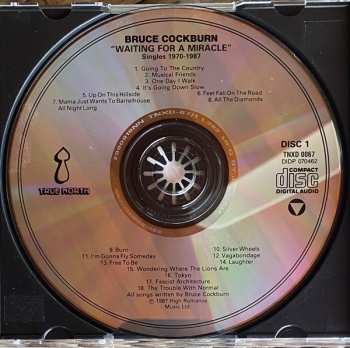 BRUCE COCKBURN
"WAITING FOR A MIRACLE"
Singles 1970-1987
1. Going To The Country
2. Musical Friends
3. One Day I Walk
4. It's Going Down Slow
5. Up On This Hillside
6. Feet Fall On The Road
7. Mama Just Wants To Barrelhouse
All Night Long
8. All The Diamonds
TRUE NORTH
DISC 1
TNXD 0067
DIDP 070462
COMPACT
disc
DIGITAL AUDIO
9. Burn
10. Silver Wheels
11. I'm Gonna Fly Someday
12. Vagabondage
13. Free To Be
14. Laughter
15. Wondering Where The Lions Are
16. Tokyo
17. Fascist Architecture
18. The Trouble With Normal
All songs written by Bruce Cockburn
© 1987 High Romance
Music Ltd.